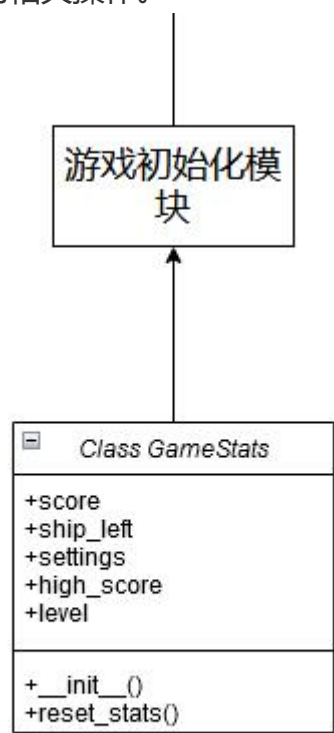 游戏初始化模
块
Class GameStats
+score
+ship_left
+settings
+high_score
+level
+__init__()
+reset_stats()